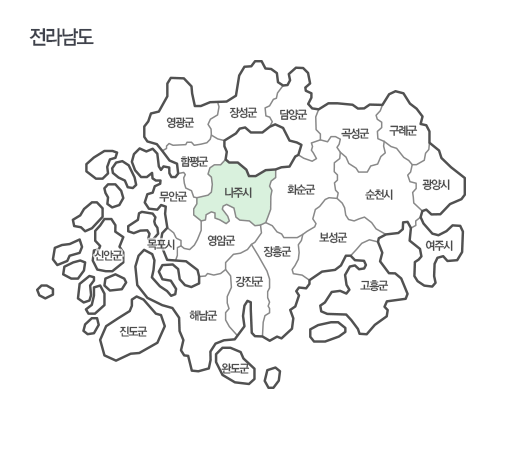 전라남도
장성군
담양군
영광군
곡성군
구례군
함평군
나주시
화순군
순천시
광양시
무안군
영암군
보성군
목포시
장흥군
여주시
신안군
강진군
고흥군
해남군
진도군
완도군